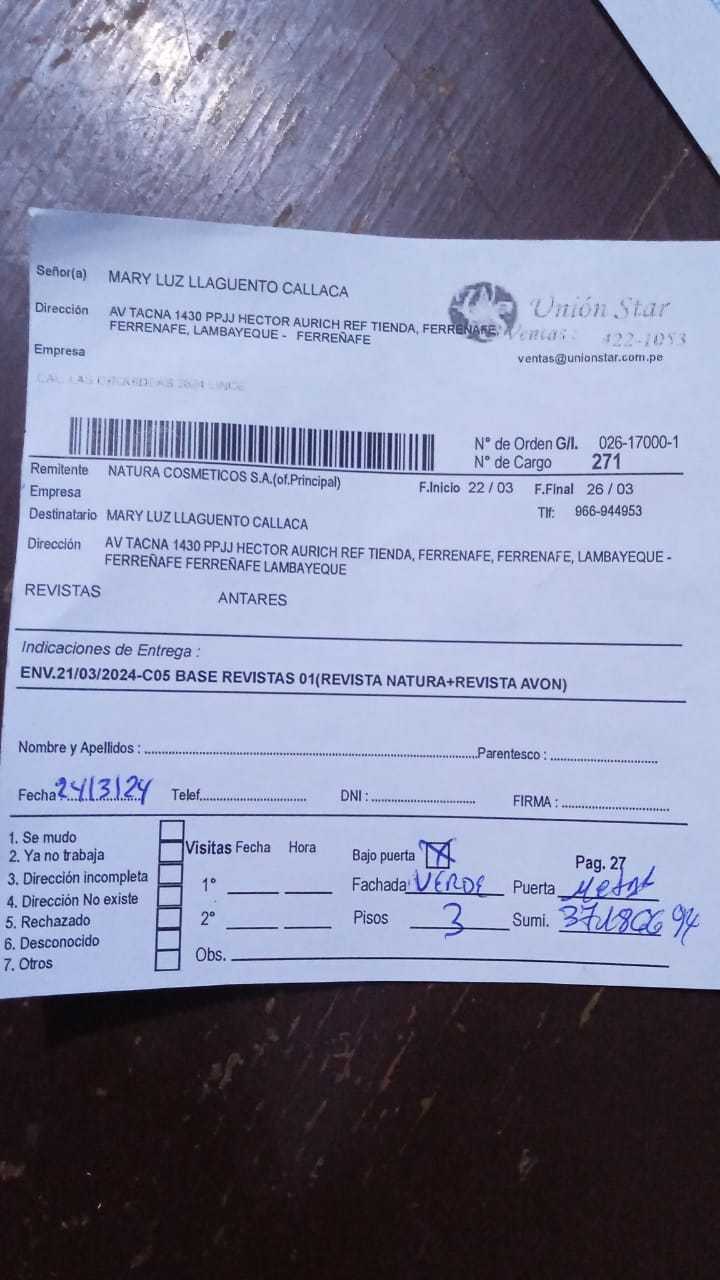 Señor(a) MARY LUZ LLAGUENTO CALLACA
Unión Star
Dirección AV TACNA 1430 PPJJ HECTOR AURICH REF TIENDA, FERRENAFE,
FERRENAFE, LAMBAYEQUE - FERREÑAFE
Ventas: 422-1053
ventas@unionstar.com.pe
Empresa
N° de Orden G/I. 026-17000-1
N° de Cargo 271
Remitente NATURA COSMETICOS S.A.(of.Principal)
F.Inicio 22 / 03 F.Final 26 / 03
Empresa
Tlf: 966-944953
Destinatario MARY LUZ LLAGUENTO CALLACA
Dirección AV TACNA 1430 PPJJ HECTOR AURICH REF TIENDA, FERRENAFE, FERRENAFE, LAMBAYEQUE -
FERREÑAFE FERREÑAFE LAMBAYEQUE
REVISTAS ANTARES
Indicaciones de Entrega :
ENV.21/03/2024-C05 BASE REVISTAS 01(REVISTA NATURA+REVISTA AVON)
Nombre y Apellidos : Parentesco :
Fecha 24/3/24 Telef. DNI : FIRMA :
1. Se mudo
2. Ya no trabaja
3. Dirección incompleta
4. Dirección No existe
5. Rechazado
6. Desconocido
7. Otros
Visitas Fecha Hora
1°
2°
Obs.
Bajo puerta X
Pag. 27
Fachada VERDE Puerta
Pisos 3 Sumi.